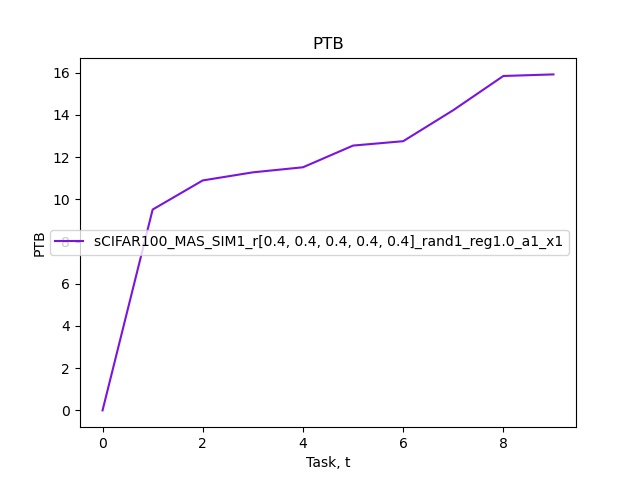 PTB
16
14
12
10
8
6
4
2
0
PTB
sCIFAR100_MAS_SIM1_r[0.4, 0.4, 0.4, 0.4, 0.4]_rand1_reg1.0_a1_x1
0 2 4 6 8
Task, t